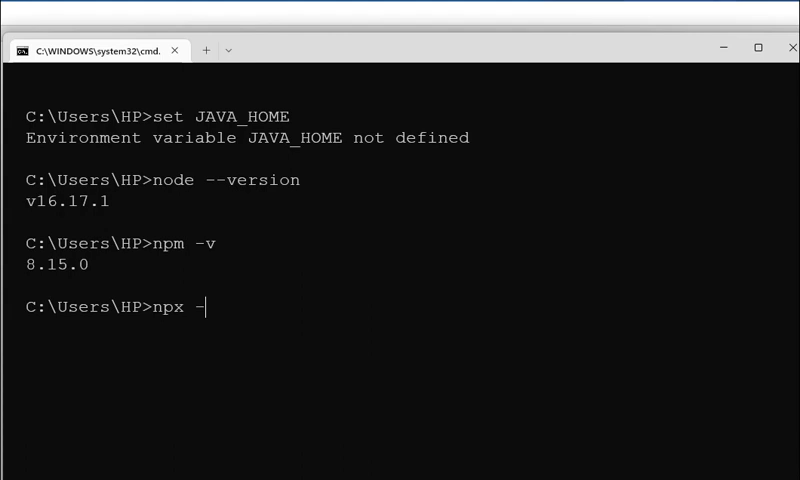 C:\WINDOWS\system32\cmd.
C:\Users\HP>set JAVA_HOME
Environment variable JAVA_HOME not defined
C:\Users\HP>node --version
v16.17.1
C:\Users\HP>npm -v
8.15.0
C:\Users\HP>npx -